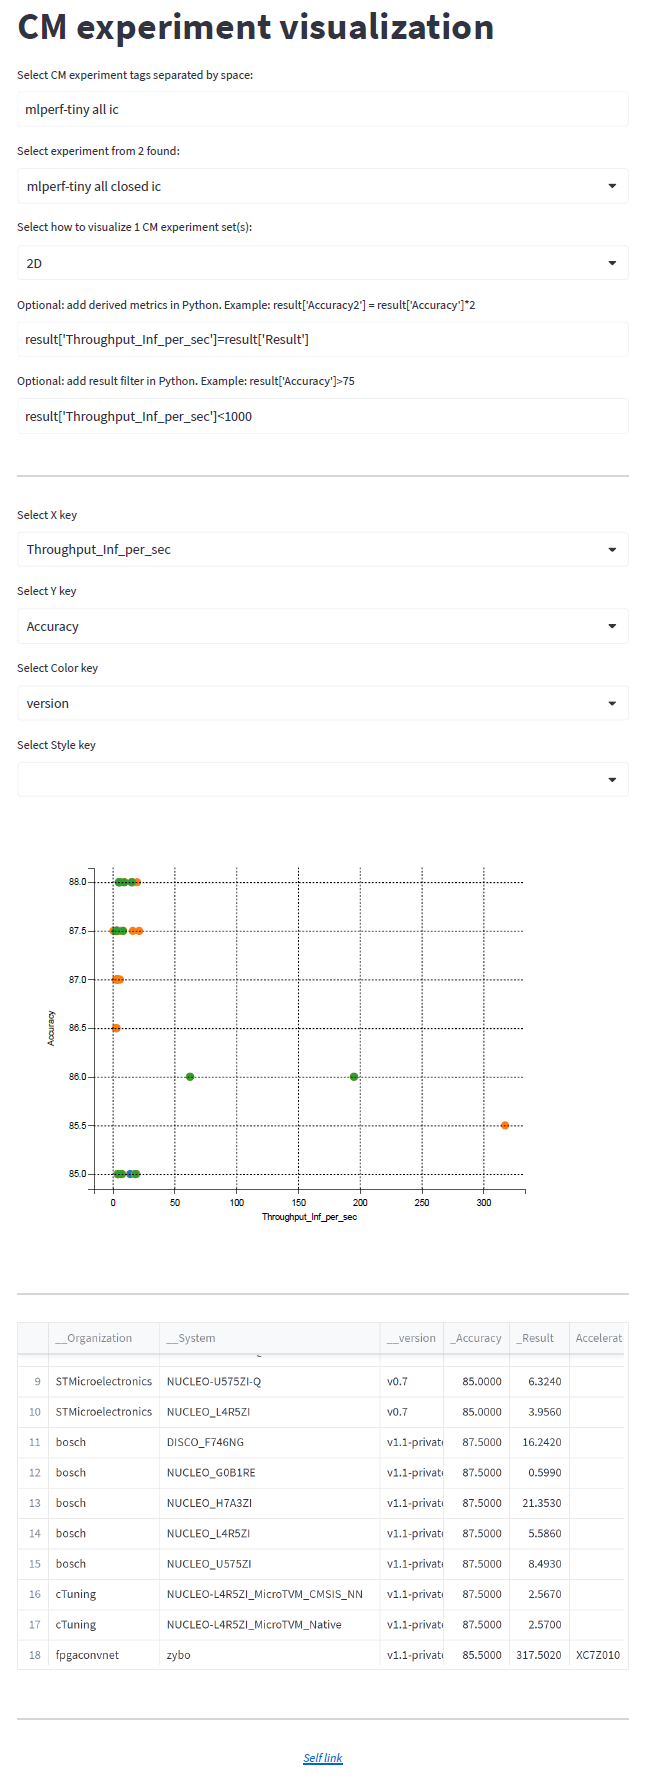 CM experiment visualization
Select CM experiment tags separated by space:
mlperf-tiny all ic
Select experiment from 2 found:
mlperf-tiny all closed ic
Select how to visualize 1 CM experiment set(s):
2D
Optional: add derived metrics in Python. Example: result['Accuracy2'] = result['Accuracy']*2
result['Throughput_Inf_per_sec']=result['Result']
Optional: add result filter in Python. Example: result['Accuracy']>75
result['Throughput_Inf_per_sec']<1000
Select X key
Throughput_Inf_per_sec
Select Y key
Accuracy
Select Color key
version
Select Style key
88.0
87.5
87.0
86.5
86.0
85.5
85.0
Accuracy
0 50 100 150 200 250 300
Throughput_Inf_per_sec
__Organization __System __version _Accuracy _Result Accelerat
9 STMicroelectronics NUCLEO-U575ZI-Q v0.7 85.0000 6.3240
10 STMicroelectronics NUCLEO_L4R5ZI v0.7 85.0000 3.9560
11 bosch DISCO_F746NG v1.1-privat 87.5000 16.2420
12 bosch NUCLEO_G0B1RE v1.1-privat 87.5000 0.5990
13 bosch NUCLEO_H7A3ZI v1.1-privat 87.5000 21.3530
14 bosch NUCLEO_L4R5ZI v1.1-privat 87.5000 5.5860
15 bosch NUCLEO_U575ZI v1.1-privat 87.5000 8.4930
16 cTuning NUCLEO-L4R5ZI_MicroTVM_CMSIS_NN v1.1-privat 87.5000 2.5670
17 cTuning NUCLEO-L4R5ZI_MicroTVM_Native v1.1-privat 87.5000 2.5700
18 fpgaconvnet zybo v1.1-privat 85.5000 317.5020 XC7Z010
Self link